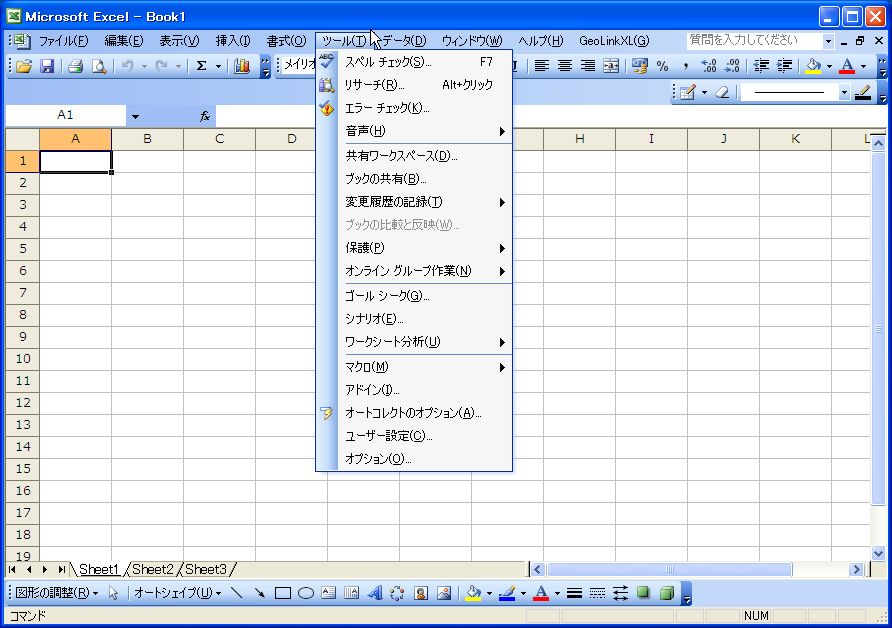 Microsoft Excel - Book1
ファイル(F) 編集(E) 表示(V) 挿入(I) 書式(O) ツール(T) データ(D) ウィンドウ(W) ヘルプ(H) GeoLinkXL(G) 質問を入力してください
Σ メイリオ U % ,
A1 fx
A B C D H I J K L
スペル チェック(S)... F7
リサーチ(R)... Alt+クリック
エラー チェック(K)...
音声(H)
共有ワークスペース(D)...
ブックの共有(B)...
変更履歴の記録(T)
ブックの比較と反映(W)...
保護(P)
オンライン グループ作業(N)
ゴール シーク(G)...
シナリオ(E)...
ワークシート分析(U)
マクロ(M)
アドイン(I)...
オートコレクトのオプション(A)...
ユーザー設定(C)...
オプション(O)...
1
2
3
4
5
6
7
8
9
10
11
12
13
14
15
16
17
18
19
Sheet1 Sheet2 Sheet3
図形の調整(R) オートシェイプ(U)
コマンド NUM